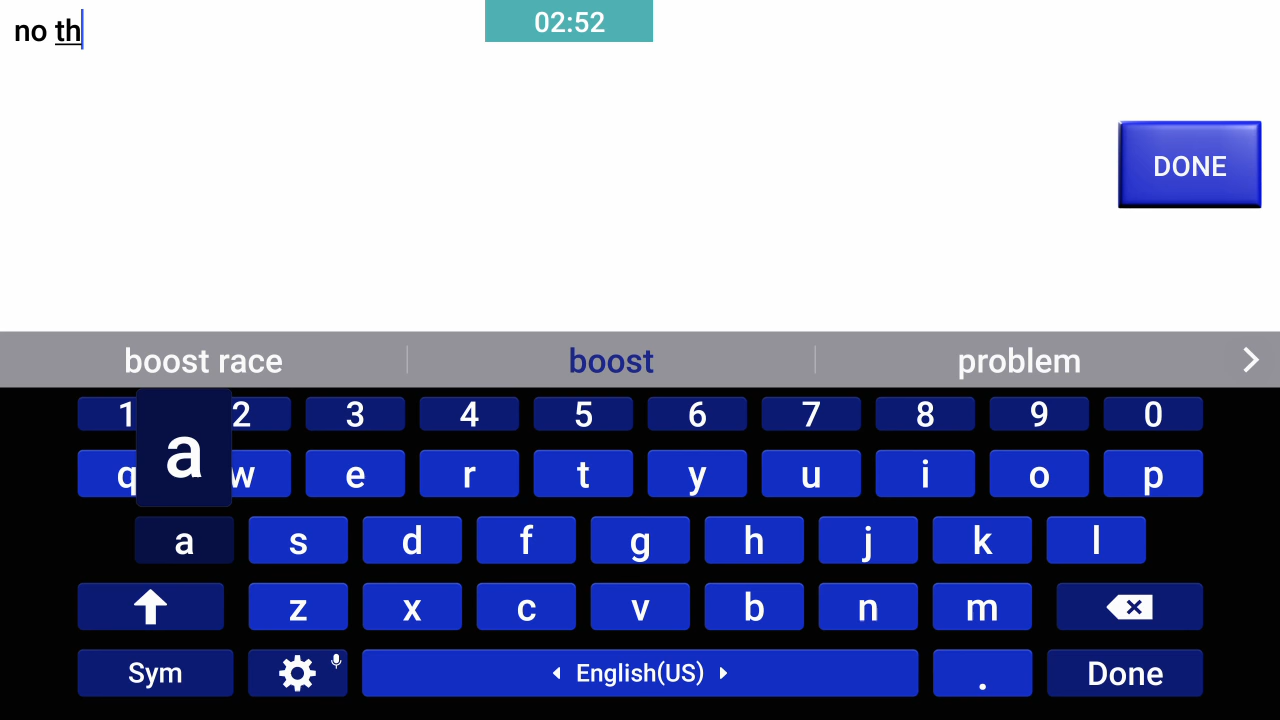 no th
02:52
DONE
boost race boost problem
1 2 3 4 5 6 7 8 9 0
a
q w e r t y u i o p
a s d f g h j k l
z x c v b n m
Sym English(US) . Done